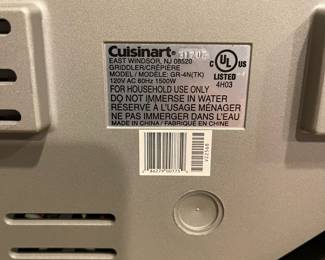 Cuisinart®
EAST WINDSOR, NJ 08520
GRIDDLER/CRÊPIÈRE
MODEL / MODÈLE: GR-4N(TK)
120V AC 60Hz 1500W
C UL US
LISTED
4H03
FOR HOUSEHOLD USE ONLY
DO NOT IMMERSE IN WATER
RÉSERVÉ À L'USAGE MÉNAGER
NE PAS IMMERGER DANS L'EAU
MADE IN CHINA / FABRIQUÉ EN CHINE